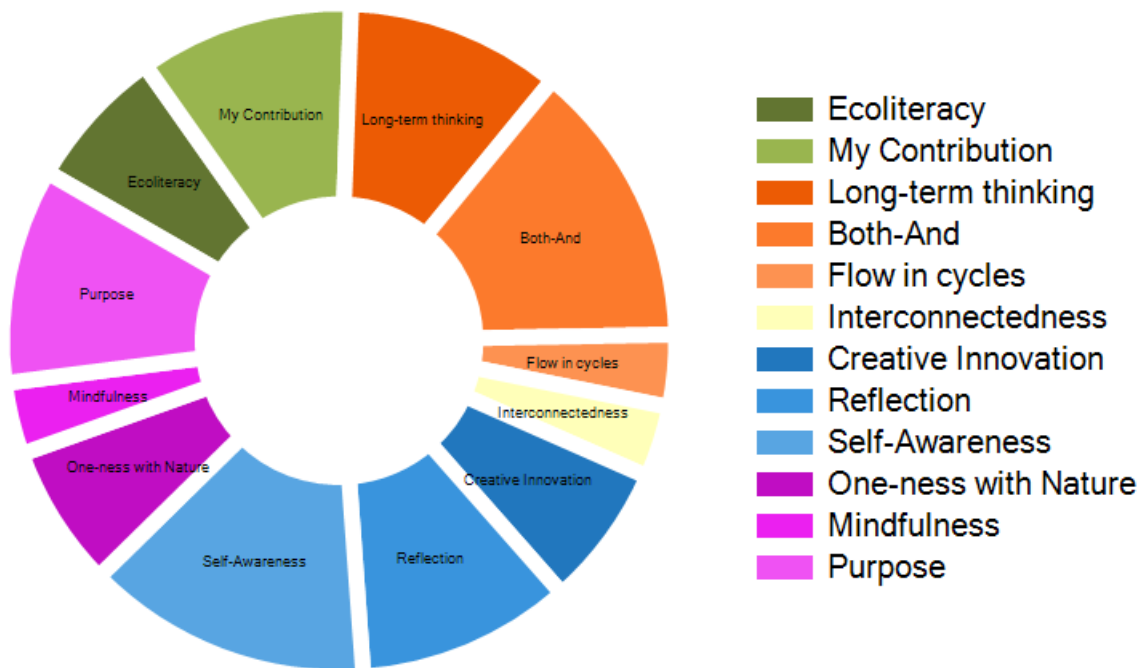 My Contribution
Long-term thinking
Ecoliteracy
Both-And
Purpose
Flow in cycles
Mindfulness
Interconnectedness
One-ness with Nature
Creative Innovation
Self-Awareness
Reflection
Ecoliteracy
My Contribution
Long-term thinking
Both-And
Flow in cycles
Interconnectedness
Creative Innovation
Reflection
Self-Awareness
One-ness with Nature
Mindfulness
Purpose